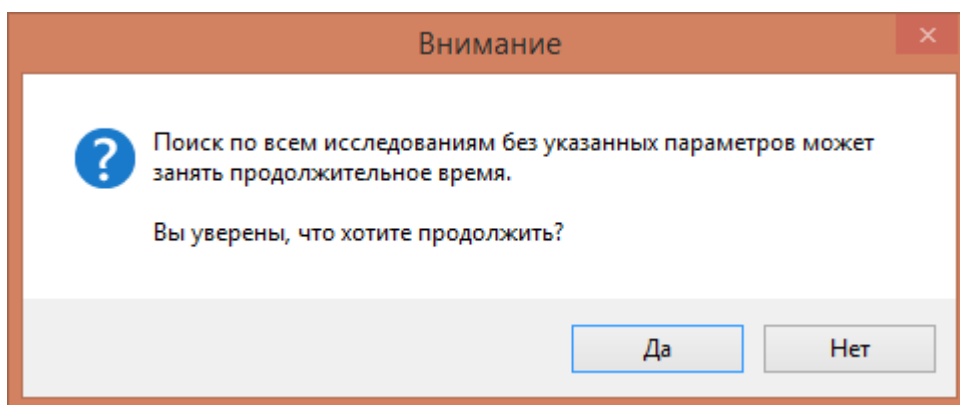 Внимание
Поиск по всем исследованиям без указанных параметров может
занять продолжительное время.
Вы уверены, что хотите продолжить?
Да
Нет